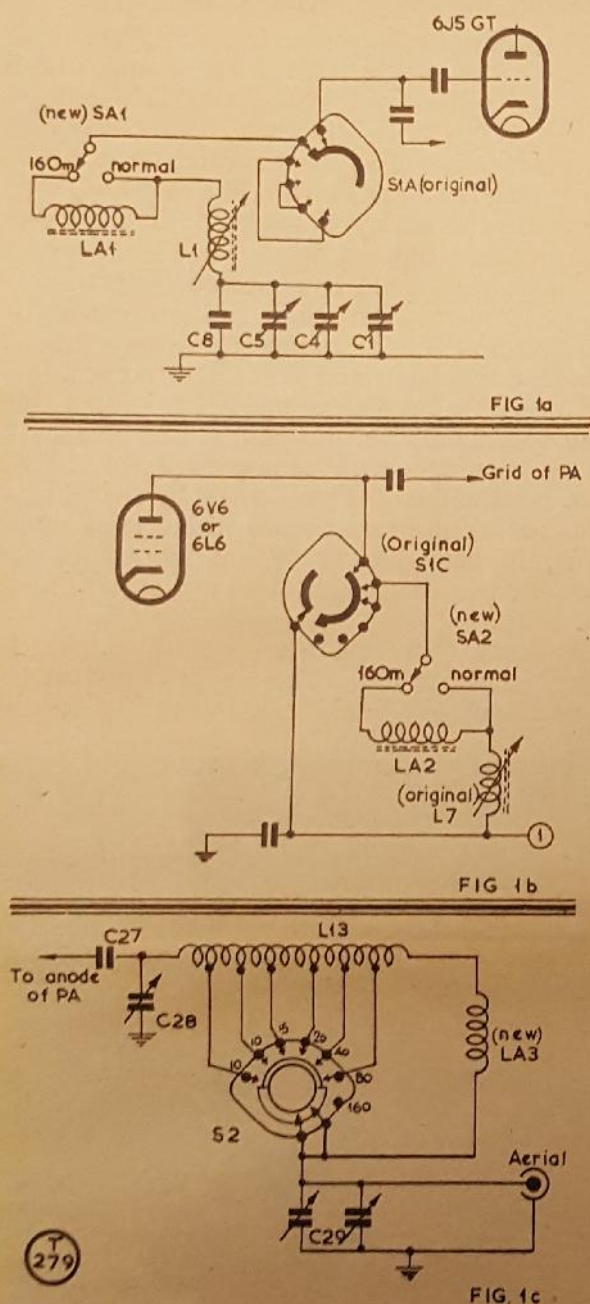 6J5 GT
(new) SA1
160m normal
S1A(original)
LA1
L1
C8 C5 C4 C1
FIG 1a
Grid of PA
6V6
or
6L6
(Original)
S1C
(new)
SA2
160m normal
LA2
(original)
L7
1
FIG 1b
C27
L13
To anode
of PA
C28
(new)
LA3
10 10 15 20 40 80 160
S2
Aerial
C29
T
279
FIG. 1c